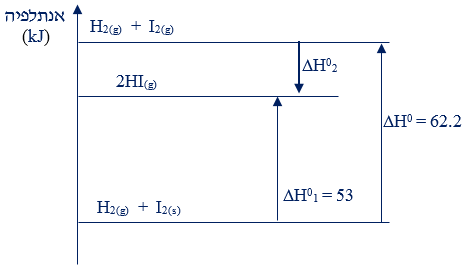 אנתלפיה
(kJ)
H₂(g) + I₂(g)
ΔH⁰₂
2HI(g)
ΔH⁰ = 62.2
ΔH⁰₁ = 53
H₂(g) + I₂(s)